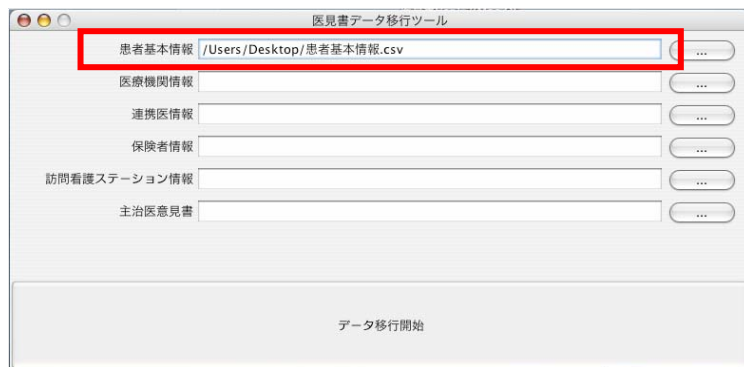 医見書データ移行ツール
患者基本情報 /Users/Desktop/患者基本情報.csv ...
医療機関情報 ...
連携医情報 ...
保険者情報 ...
訪問看護ステーション情報 ...
主治医意見書 ...
データ移行開始